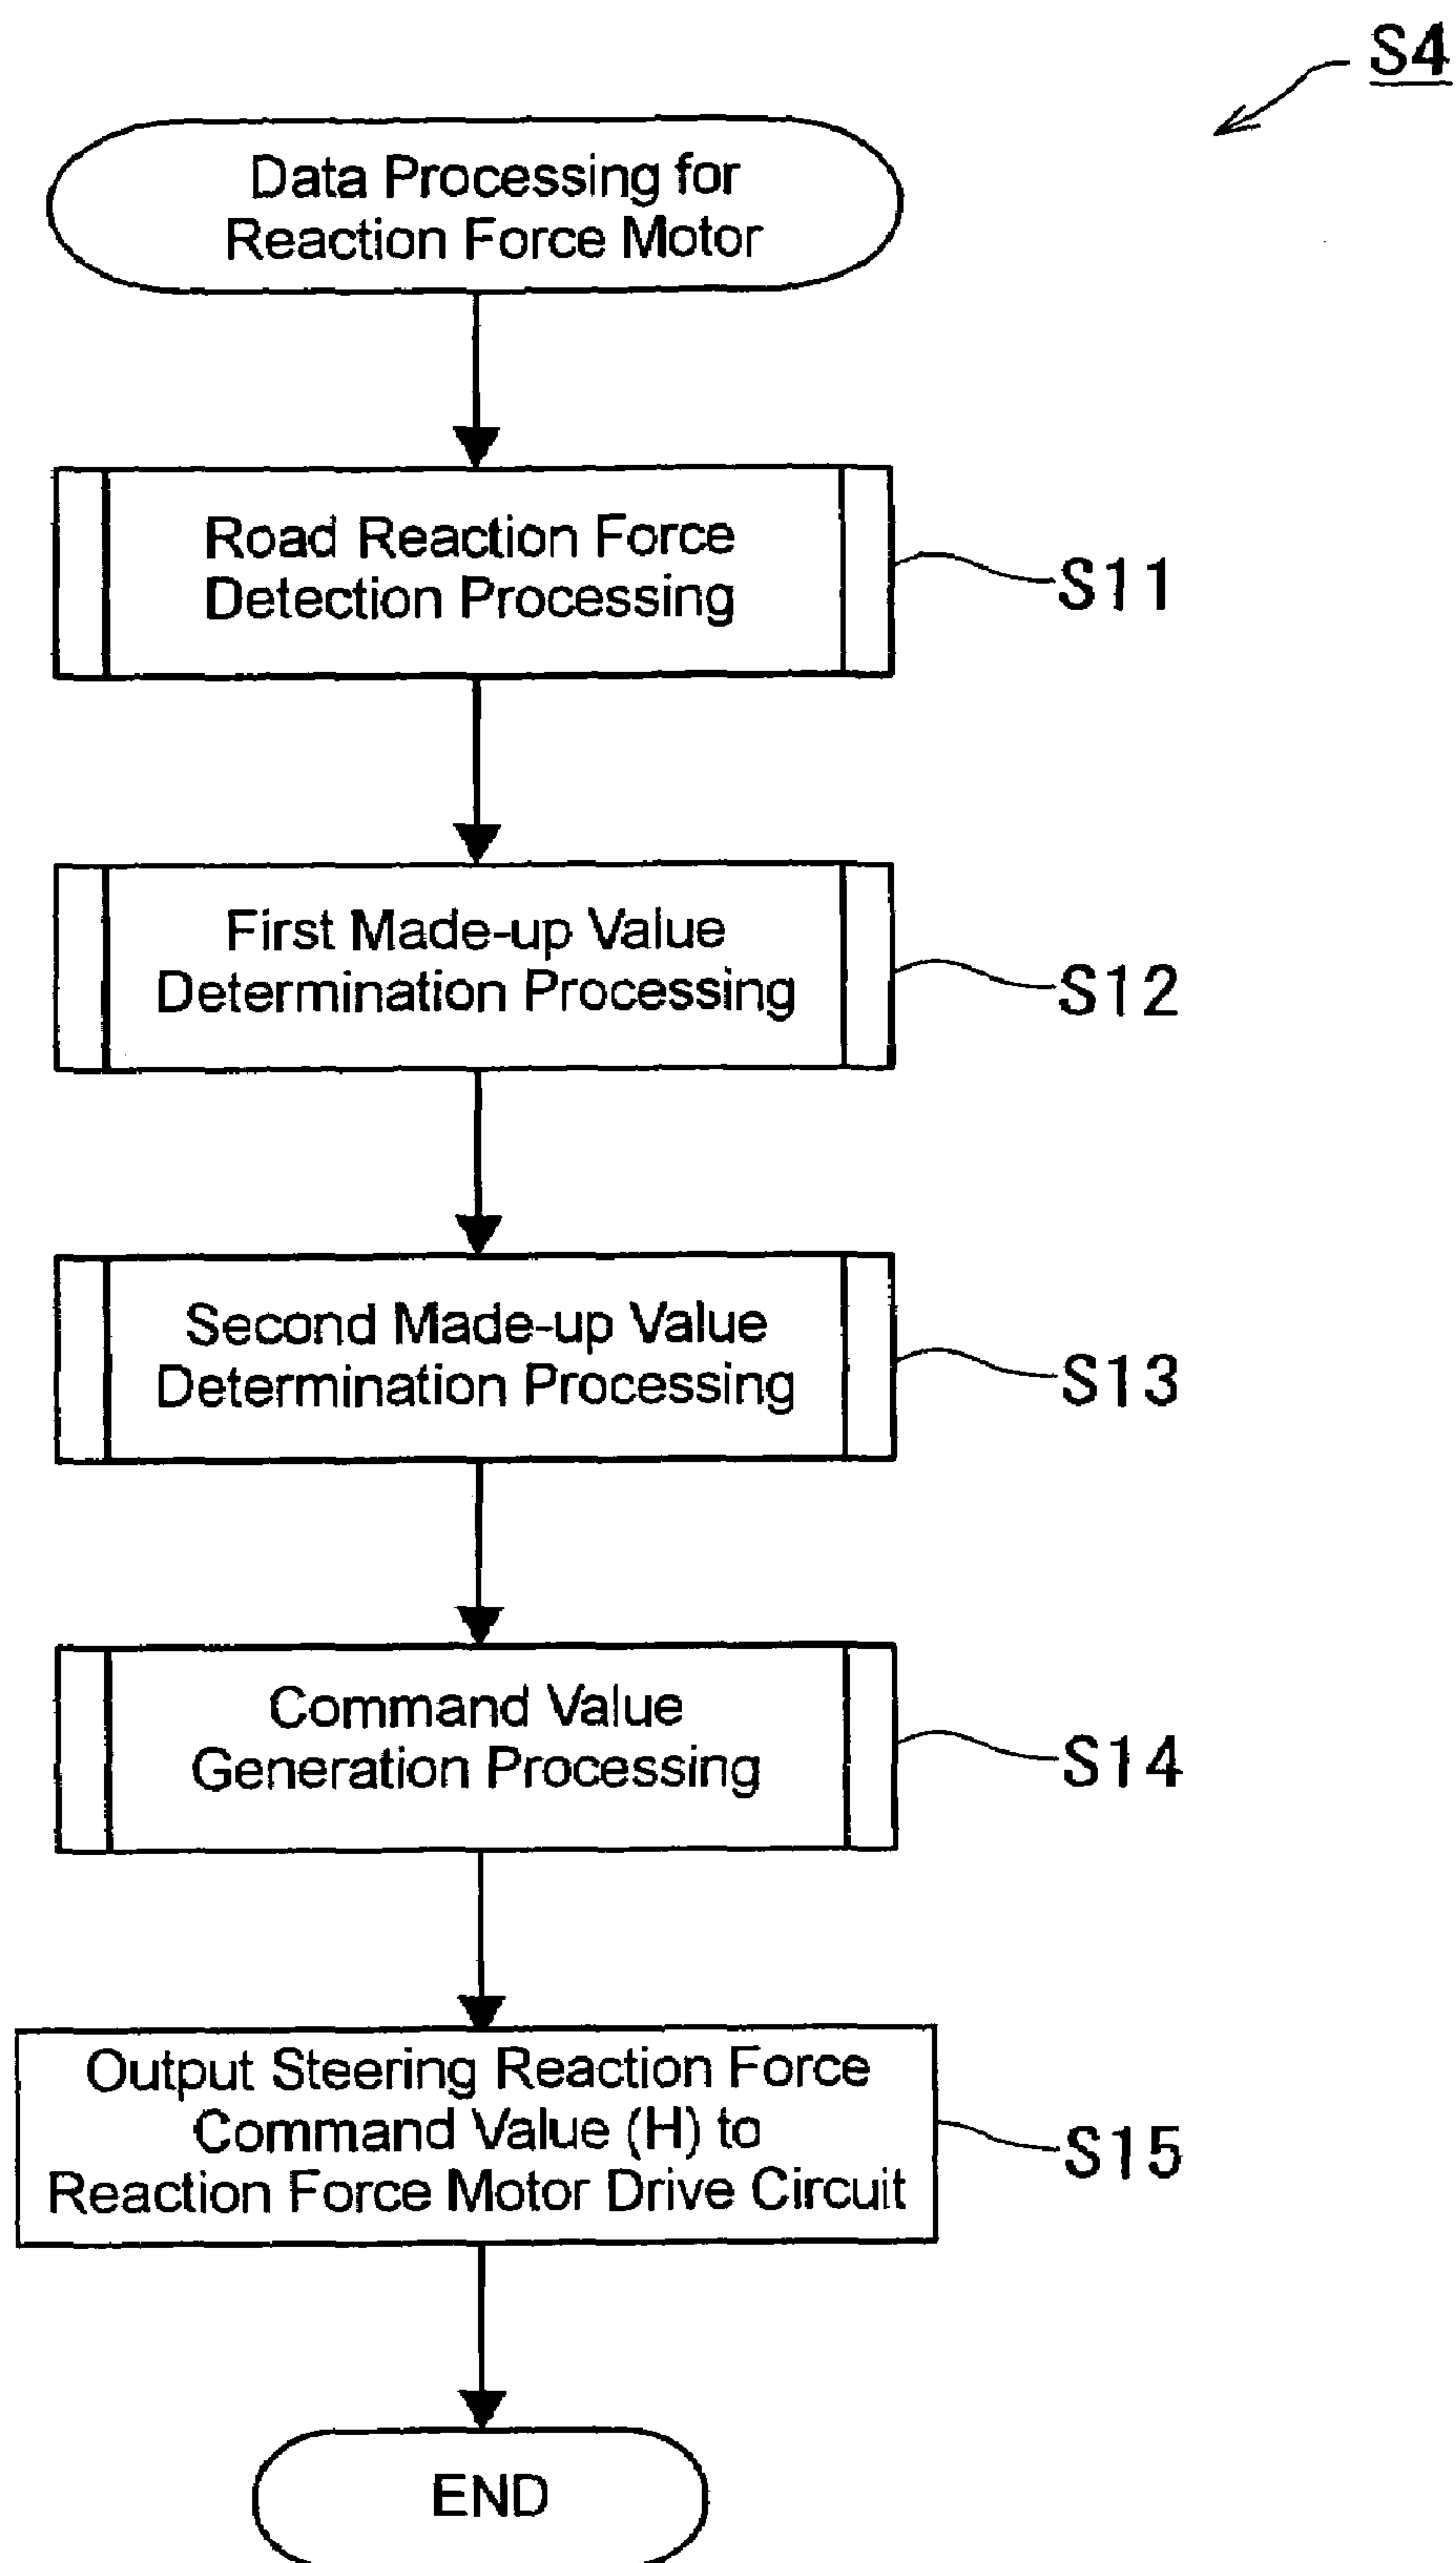 S4
Data Processing for
Reaction Force Motor
Road Reaction Force
Detection Processing
S11
First Made-up Value
Determination Processing
S12
Second Made-up Value
Determination Processing
S13
Command Value
Generation Processing
S14
Output Steering Reaction Force
Command Value (H) to
Reaction Force Motor Drive Circuit
S15
END